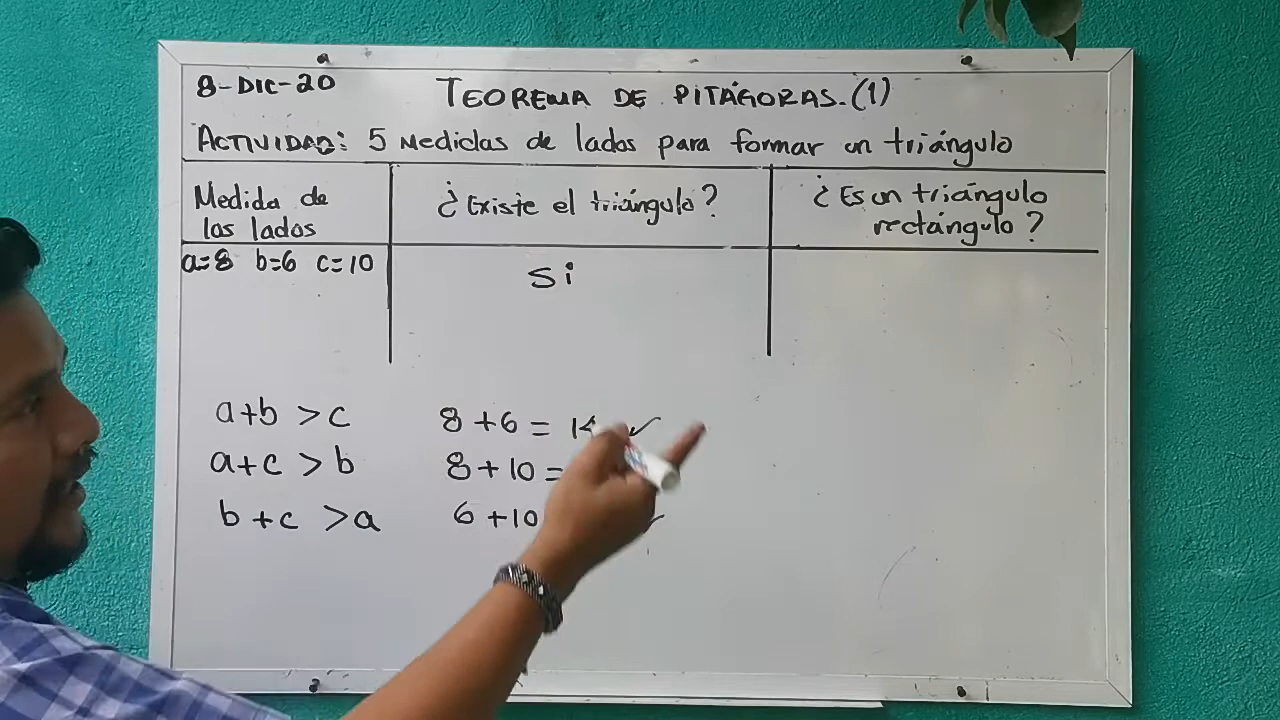 8-DIC-20 TEOREMA DE PITÁGORAS.(1)
ACTIVIDAD: 5 Medidas de lados para formar un triángulo
Medida de los lados
¿Existe el triángulo?
¿Es un triángulo rectángulo?
a=8 b=6 c=10
Si
a+b >c 8+6= 14 ✓
a+c >b 8+10=
b+c >a 6+10